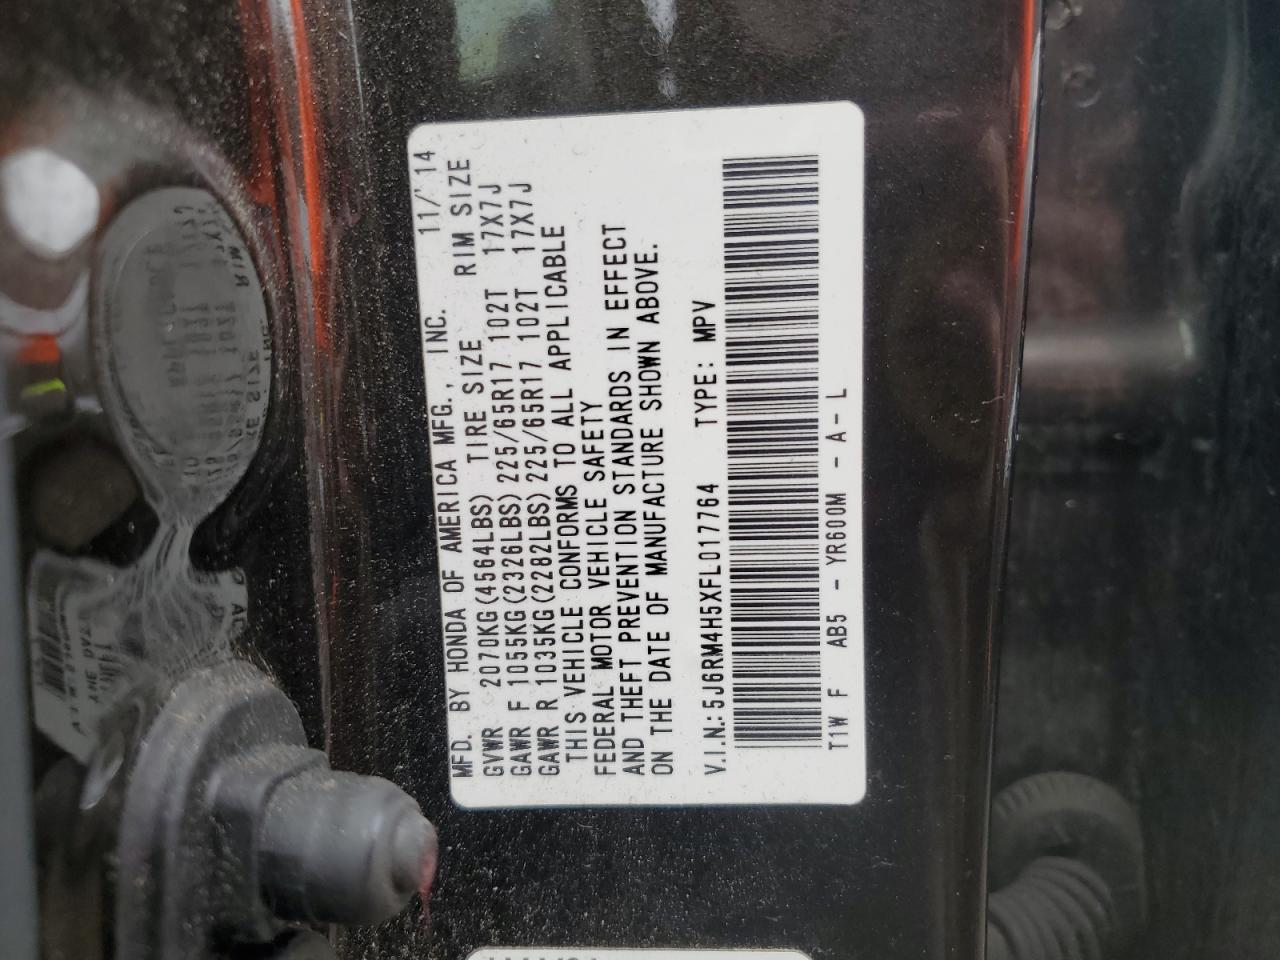 MFD. BY HONDA OF AMERICA MFG., INC. 11/'14
GVWR 2070KG(4564LBS) TIRE SIZE RIM SIZE
GAWR F 1055KG(2326LBS) 225/65R17 102T 17X7J
GAWR R 1035KG(2282LBS) 225/65R17 102T 17X7J
THIS VEHICLE CONFORMS TO ALL APPLICABLE
FEDERAL MOTOR VEHICLE SAFETY
AND THEFT PREVENTION STANDARDS IN EFFECT
ON THE DATE OF MANUFACTURE SHOWN ABOVE.
V.I.N.: 5J6RM4H5XFL017764 TYPE: MPV
T1W F AB5 - YR600M - A - L